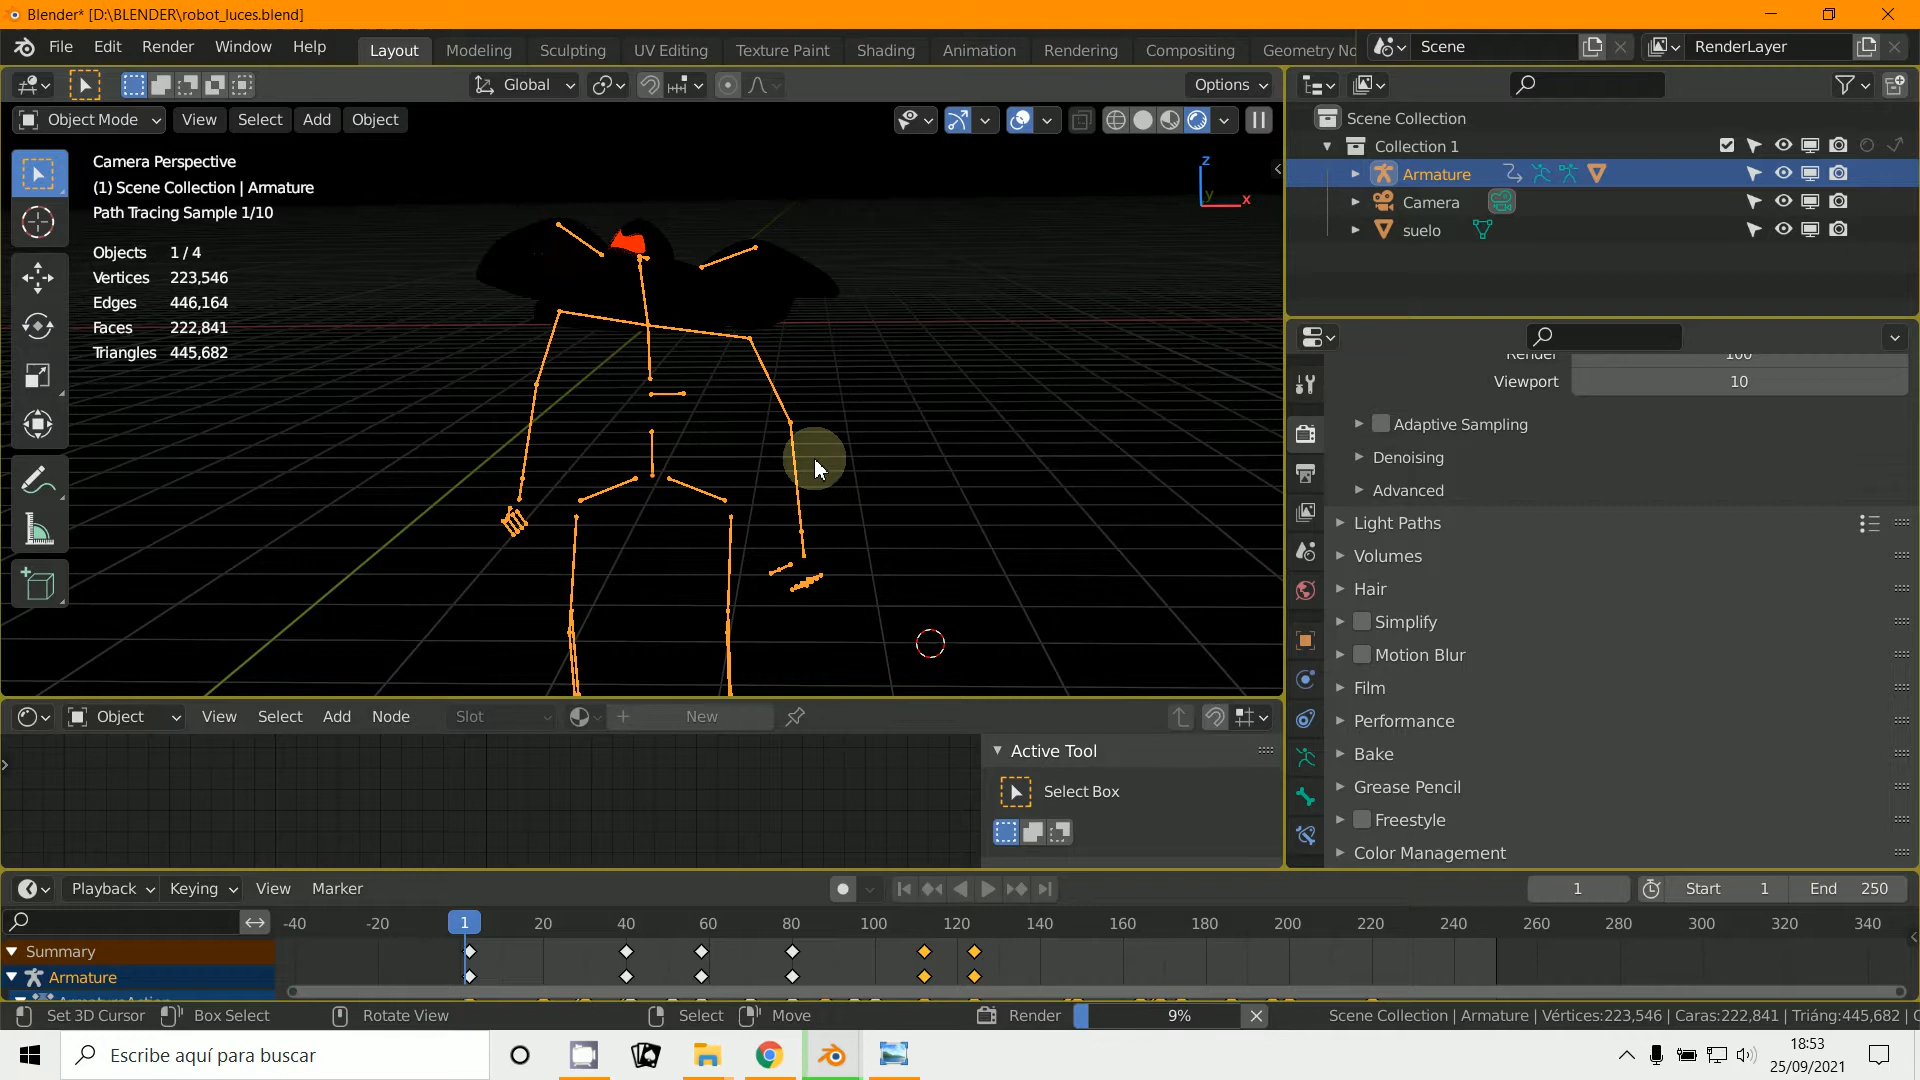 Blender* [D:\BLENDER\robot_luces.blend]
File Edit Render Window Help Layout Modeling Sculpting UV Editing Texture Paint Shading Animation Rendering Compositing Geometry No Scene RenderLayer
Global Options
Object Mode View Select Add Object
Camera Perspective
(1) Scene Collection | Armature
Path Tracing Sample 1/10
Objects 1 / 4
Vertices 223,546
Edges 446,164
Faces 222,841
Triangles 445,682
z
y
x
Scene Collection
Collection 1
Armature
Camera
suelo
Render 100
Viewport 10
Adaptive Sampling
Denoising
Advanced
Light Paths
Volumes
Hair
Simplify
Motion Blur
Film
Performance
Bake
Grease Pencil
Freestyle
Color Management
Object View Select Add Node Slot New
Active Tool
Select Box
Playback Keying View Marker 1 Start 1 End 250
-40 -20 1 20 40 60 80 100 120 140 160 180 200 220 240 260 280 300 320 340
Summary
Armature
ArmatureAction
Set 3D Cursor Box Select Rotate View Select Move Render 9% Scene Collection | Armature | Vértices:223,546 | Caras:222,841 | Triáng:445,682 |
Escribe aquí para buscar
18:53
25/09/2021